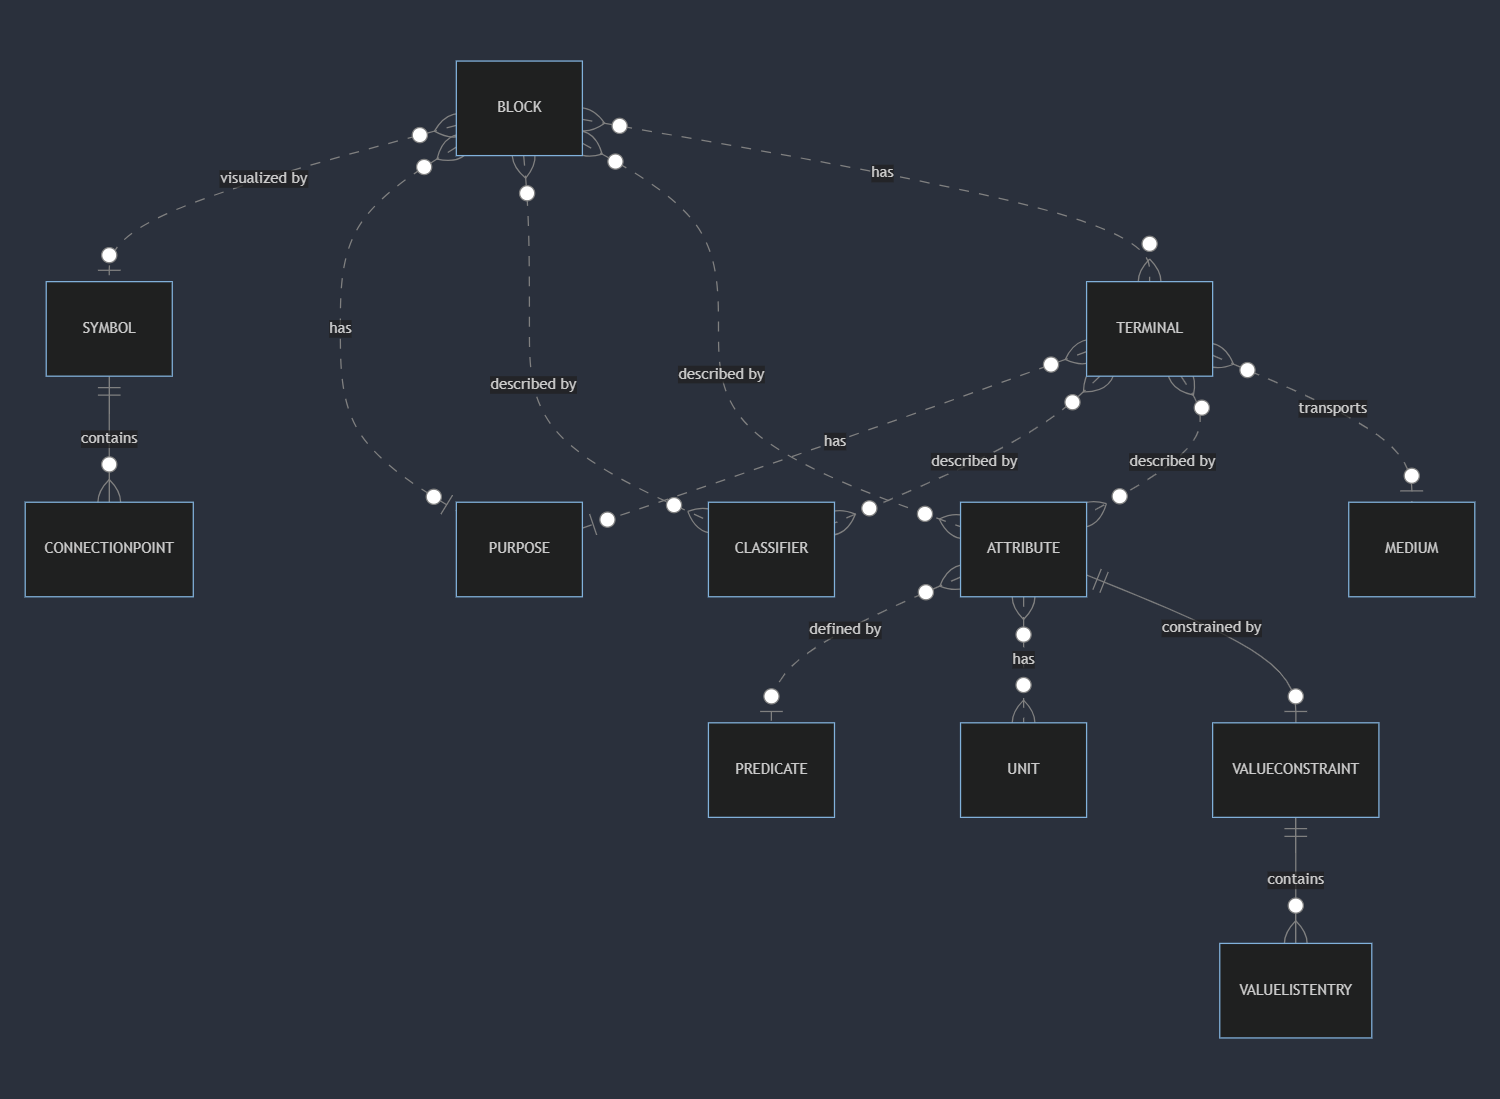 BLOCK
has
visualized by
SYMBOL
has
TERMINAL
described by
described by
transports
contains
has
described by
described by
CONNECTIONPOINT
PURPOSE
CLASSIFIER
ATTRIBUTE
MEDIUM
defined by
has
constrained by
PREDICATE
UNIT
VALUECONSTRAINT
contains
VALUELISTENTRY